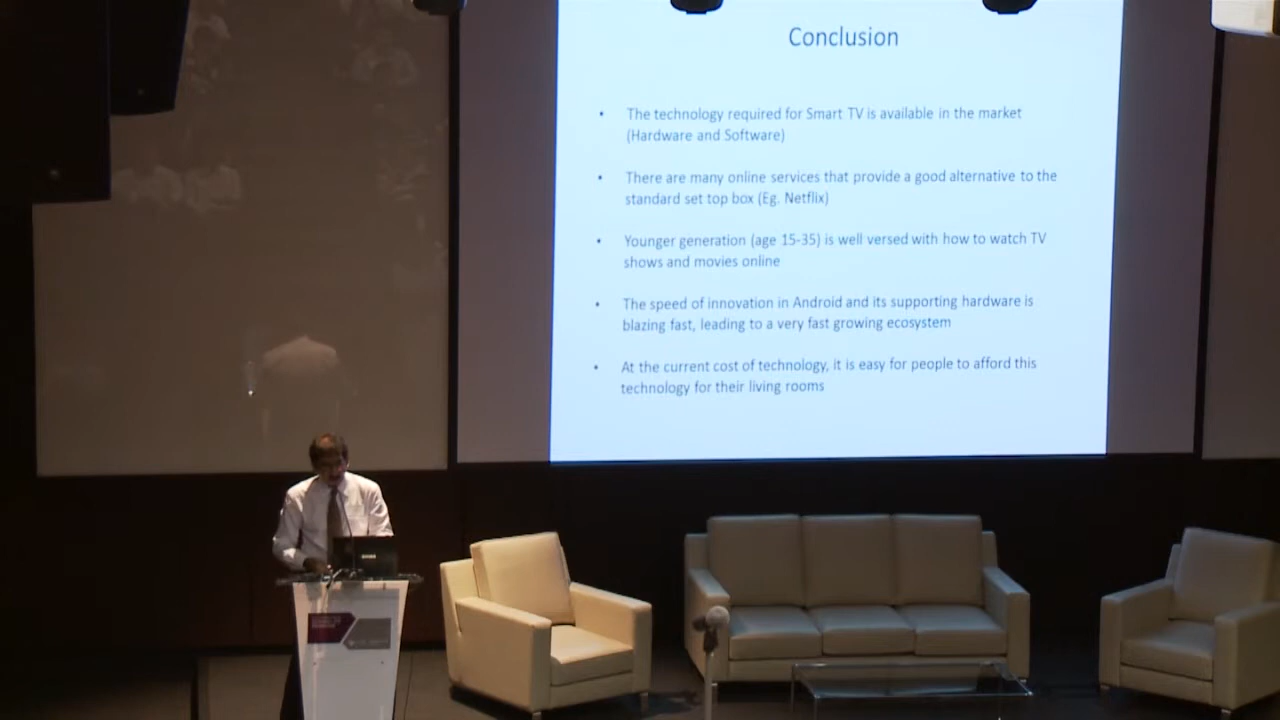 Conclusion
• The technology required for Smart TV is available in the market
(Hardware and Software)
• There are many online services that provide a good alternative to the
standard set top box (Eg. Netflix)
• Younger generation (age 15-35) is well versed with how to watch TV
shows and movies online
• The speed of innovation in Android and its supporting hardware is
blazing fast, leading to a very fast growing ecosystem
• At the current cost of technology, it is easy for people to afford this
technology for their living rooms